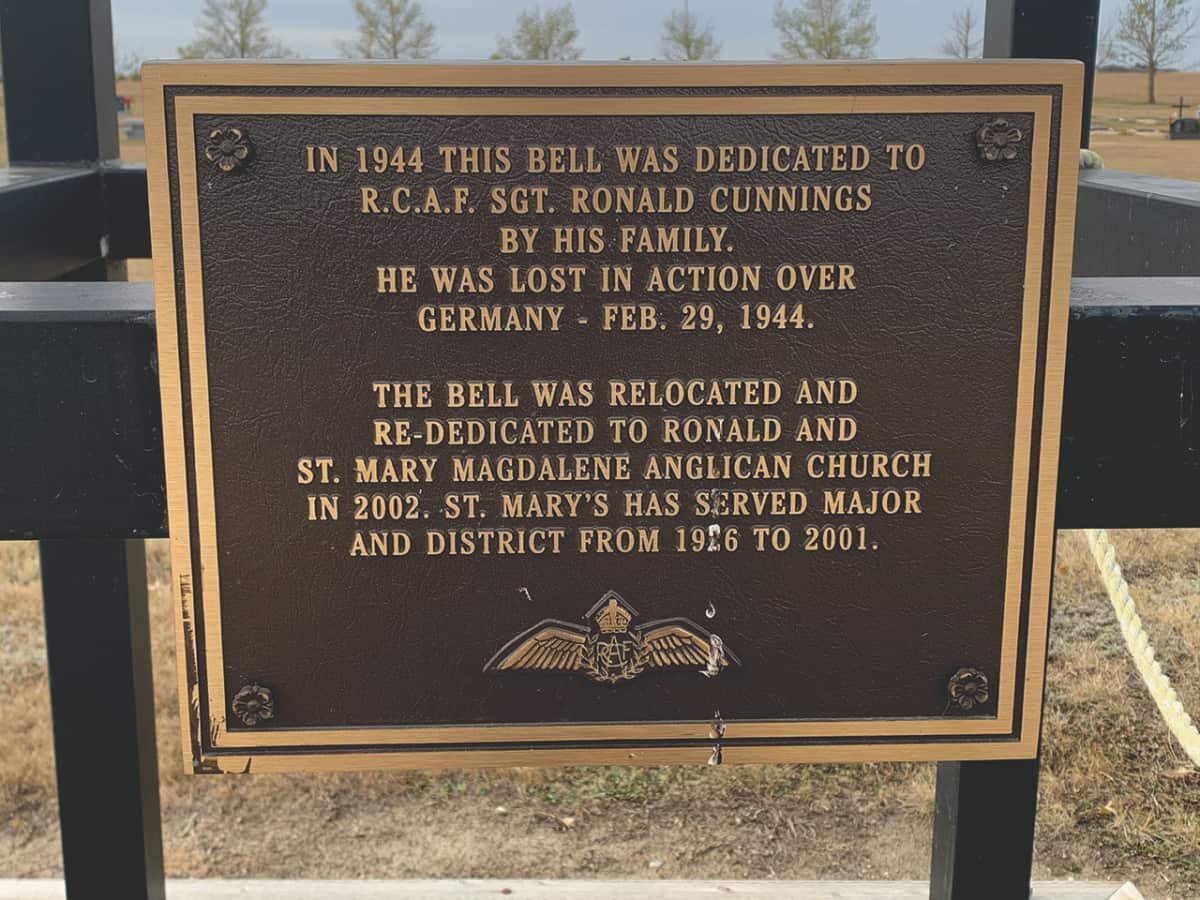 IN 1944 THIS BELL WAS DEDICATED TO
R.C.A.F. SGT. RONALD CUNNINGS
BY HIS FAMILY.
HE WAS LOST IN ACTION OVER
GERMANY - FEB. 29, 1944.
THE BELL WAS RELOCATED AND
RE-DEDICATED TO RONALD AND
ST. MARY MAGDALENE ANGLICAN CHURCH
IN 2002. ST. MARY'S HAS SERVED MAJOR
AND DISTRICT FROM TO 2001.